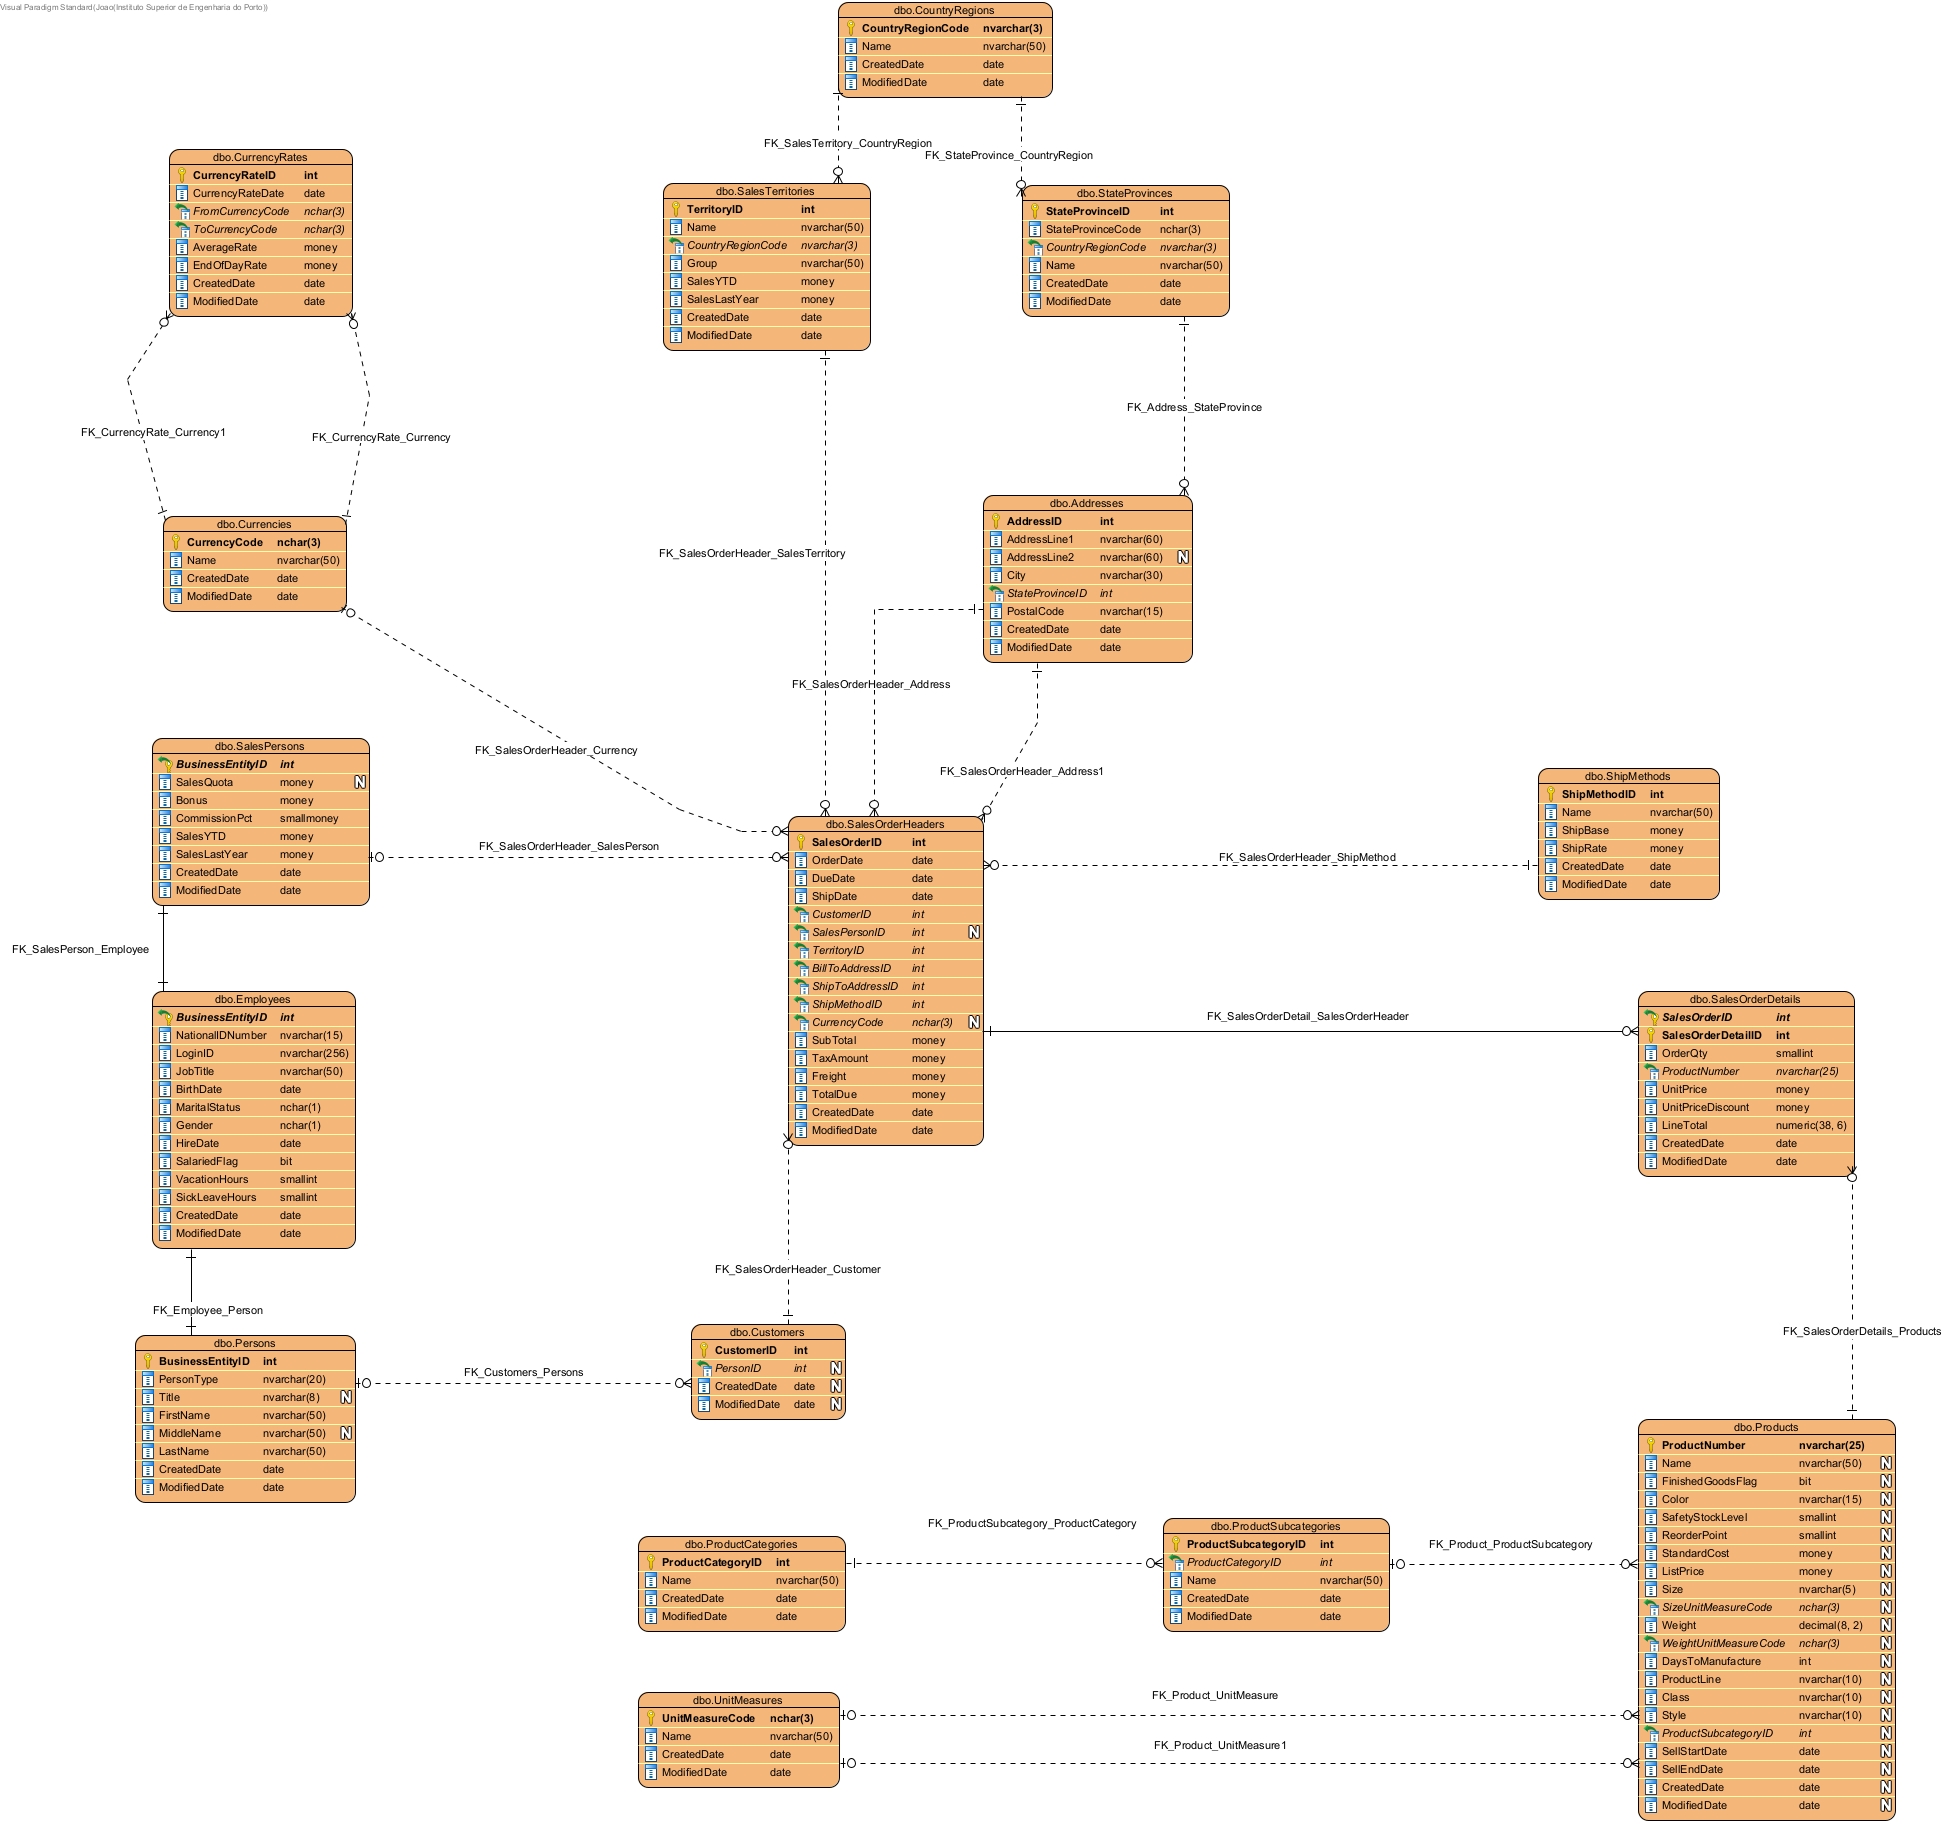 Visual Paradigm Standard(Joao(Instituto Superior de Engenharia do Porto))
dbo.CountryRegions
CountryRegionCode nvarchar(3)
Name nvarchar(50)
CreatedDate date
ModifiedDate date
FK_SalesTerritory_CountryRegion
FK_StateProvince_CountryRegion
dbo.CurrencyRates
CurrencyRateID int
CurrencyRateDate date
FromCurrencyCode nchar(3)
ToCurrencyCode nchar(3)
AverageRate money
EndOfDayRate money
CreatedDate date
ModifiedDate date
dbo.SalesTerritories
TerritoryID int
Name nvarchar(50)
CountryRegionCode nvarchar(3)
Group nvarchar(50)
SalesYTD money
SalesLastYear money
CreatedDate date
ModifiedDate date
dbo.StateProvinces
StateProvinceID int
StateProvinceCode nchar(3)
CountryRegionCode nvarchar(3)
Name nvarchar(50)
CreatedDate date
ModifiedDate date
FK_CurrencyRate_Currency1
FK_CurrencyRate_Currency
FK_Address_StateProvince
dbo.Currencies
CurrencyCode nchar(3)
Name nvarchar(50)
CreatedDate date
ModifiedDate date
FK_SalesOrderHeader_SalesTerritory
dbo.Addresses
AddressID int
AddressLine1 nvarchar(60)
AddressLine2 nvarchar(60) N
City nvarchar(30)
StateProvinceID int
PostalCode nvarchar(15)
CreatedDate date
ModifiedDate date
FK_SalesOrderHeader_Address
FK_SalesOrderHeader_Currency
FK_SalesOrderHeader_Address1
dbo.SalesPersons
BusinessEntityID int
SalesQuota money N
Bonus money
CommissionPct smallmoney
SalesYTD money
SalesLastYear money
CreatedDate date
ModifiedDate date
FK_SalesOrderHeader_SalesPerson
dbo.SalesOrderHeaders
SalesOrderID int
OrderDate date
DueDate date
ShipDate date
CustomerID int
SalesPersonID int N
TerritoryID int
BillToAddressID int
ShipToAddressID int
ShipMethodID int
CurrencyCode nchar(3) N
SubTotal money
TaxAmount money
Freight money
TotalDue money
CreatedDate date
ModifiedDate date
FK_SalesOrderHeader_ShipMethod
dbo.ShipMethods
ShipMethodID int
Name nvarchar(50)
ShipBase money
ShipRate money
CreatedDate date
ModifiedDate date
FK_SalesPerson_Employee
dbo.Employees
BusinessEntityID int
NationalIDNumber nvarchar(15)
LoginID nvarchar(256)
JobTitle nvarchar(50)
BirthDate date
MaritalStatus nchar(1)
Gender nchar(1)
HireDate date
SalariedFlag bit
VacationHours smallint
SickLeaveHours smallint
CreatedDate date
ModifiedDate date
FK_SalesOrderDetail_SalesOrderHeader
dbo.SalesOrderDetails
SalesOrderID int
SalesOrderDetailID int
OrderQty smallint
ProductNumber nvarchar(25)
UnitPrice money
UnitPriceDiscount money
LineTotal numeric(38, 6)
CreatedDate date
ModifiedDate date
FK_SalesOrderHeader_Customer
FK_Employee_Person
FK_SalesOrderDetails_Products
dbo.Persons
BusinessEntityID int
PersonType nvarchar(20)
Title nvarchar(8) N
FirstName nvarchar(50)
MiddleName nvarchar(50) N
LastName nvarchar(50)
CreatedDate date
ModifiedDate date
FK_Customers_Persons
dbo.Customers
CustomerID int
PersonID int N
CreatedDate date N
ModifiedDate date N
dbo.Products
ProductNumber nvarchar(25)
Name nvarchar(50) N
FinishedGoodsFlag bit N
Color nvarchar(15) N
SafetyStockLevel smallint N
ReorderPoint smallint N
StandardCost money N
ListPrice money N
Size nvarchar(5) N
SizeUnitMeasureCode nchar(3) N
Weight decimal(8, 2) N
WeightUnitMeasureCode nchar(3) N
DaysToManufacture int N
ProductLine nvarchar(10) N
Class nvarchar(10) N
Style nvarchar(10) N
ProductSubcategoryID int N
SellStartDate date N
SellEndDate date N
CreatedDate date N
ModifiedDate date N
FK_ProductSubcategory_ProductCategory
dbo.ProductCategories
ProductCategoryID int
Name nvarchar(50)
CreatedDate date
ModifiedDate date
dbo.ProductSubcategories
ProductSubcategoryID int
ProductCategoryID int
Name nvarchar(50)
CreatedDate date
ModifiedDate date
FK_Product_ProductSubcategory
dbo.UnitMeasures
UnitMeasureCode nchar(3)
Name nvarchar(50)
CreatedDate date
ModifiedDate date
FK_Product_UnitMeasure
FK_Product_UnitMeasure1